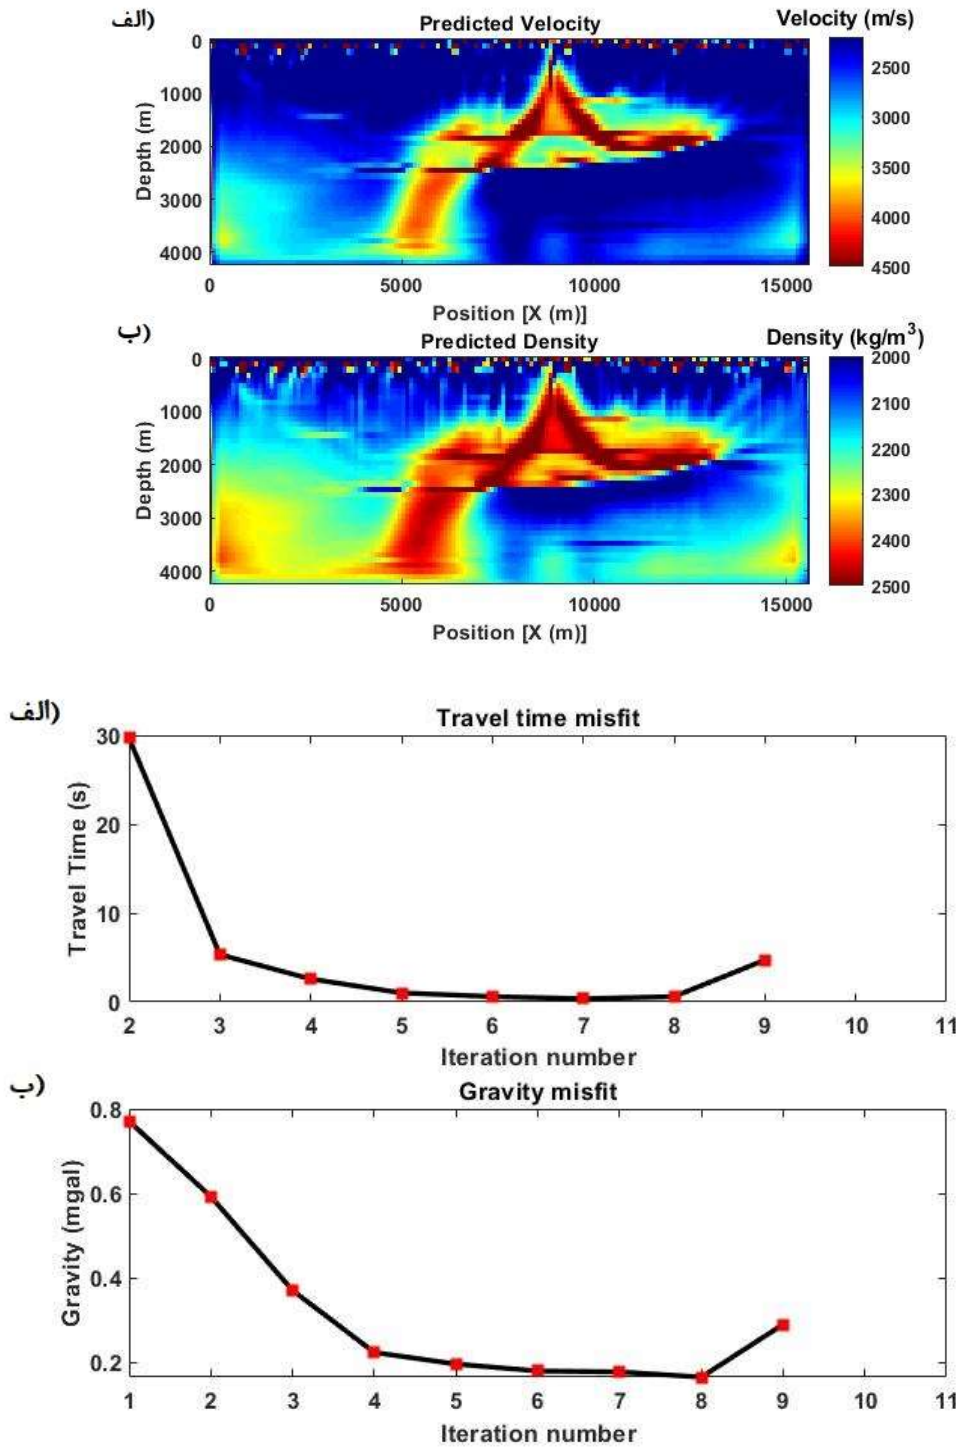 الف)
Predicted Velocity
Velocity (m/s)
0
1000
2000
3000
4000
Depth (m)
0 5000 10000 15000
Position [X (m)]
2500
3000
3500
4000
4500
ب)
Predicted Density
Density (kg/m³)
0
1000
2000
3000
4000
Depth (m)
0 5000 10000 15000
Position [X (m)]
2000
2100
2200
2300
2400
2500
الف)
Travel time misfit
30
20
10
0
Travel Time (s)
2 3 4 5 6 7 8 9 10 11
Iteration number
ب)
Gravity misfit
0.8
0.6
0.4
0.2
Gravity (mgal)
1 2 3 4 5 6 7 8 9 10 11
Iteration number